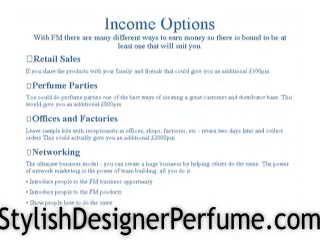 Income Options
With FM there are many different ways to earn money so there is bound to be at
least one that will suit you
Retail Sales
If you share the products with your family and friends that could give you an additional £100pm
Perfume Parties
You could do perfume parties one of the best ways of creating a great customer and distributor base. This
would give you an additional £800pm
Offices and Factories
Leave sample kits with receptionists in offices, shops, factories, etc - return two days later and collect
orders This could actually give you an additional £2000pm
Networking
The ultimate business model - you can create a huge business by helping others do the same. The power
of network marketing is the power of team building, all you do is
• Introduce people to the FM business opportunity
• Introduce people to the FM products
• Show people how to do the same
StylishDesignerPerfume.com